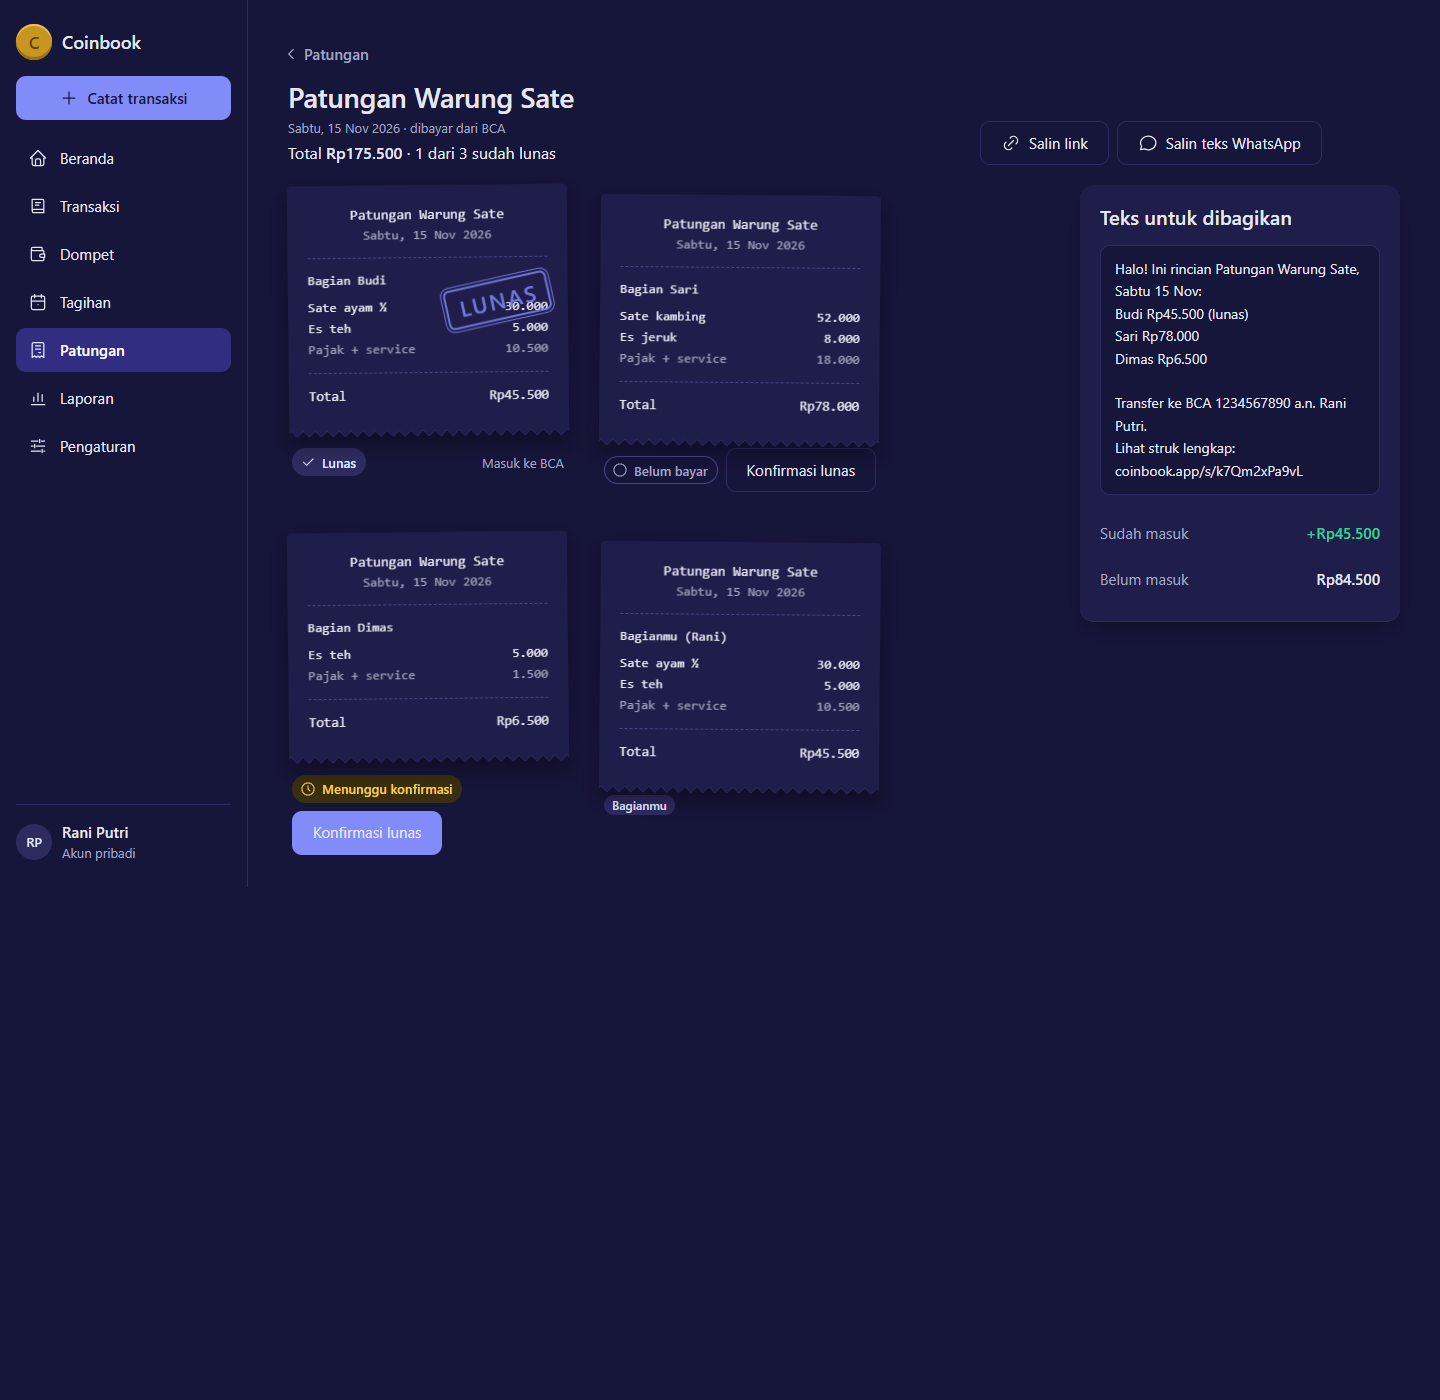 C
Coinbook
Catat transaksi
Beranda
Transaksi
Dompet
Tagihan
Patungan
Laporan
Pengaturan
RP
Rani Putri
Akun pribadi
Patungan
Patungan Warung Sate
Sabtu, 15 Nov 2026 · dibayar dari BCA
Total Rp175.500 · 1 dari 3 sudah lunas
Salin link
Salin teks WhatsApp
Patungan Warung Sate
Sabtu, 15 Nov 2026
Bagian Budi
LUNAS
Sate ayam ½ 30.000
Es teh 5.000
Pajak + service 10.500
Total Rp45.500
Lunas
Masuk ke BCA
Patungan Warung Sate
Sabtu, 15 Nov 2026
Bagian Sari
Sate kambing 52.000
Es jeruk 8.000
Pajak + service 18.000
Total Rp78.000
Belum bayar
Konfirmasi lunas
Patungan Warung Sate
Sabtu, 15 Nov 2026
Bagian Dimas
Es teh 5.000
Pajak + service 1.500
Total Rp6.500
Menunggu konfirmasi
Konfirmasi lunas
Patungan Warung Sate
Sabtu, 15 Nov 2026
Bagianmu (Rani)
Sate ayam ½ 30.000
Es teh 5.000
Pajak + service 10.500
Total Rp45.500
Bagianmu
Teks untuk dibagikan
Halo! Ini rincian Patungan Warung Sate,
Sabtu 15 Nov:
Budi Rp45.500 (lunas)
Sari Rp78.000
Dimas Rp6.500
Transfer ke BCA 1234567890 a.n. Rani
Putri.
Lihat struk lengkap:
coinbook.app/s/k7Qm2xPa9vL
Sudah masuk +Rp45.500
Belum masuk Rp84.500